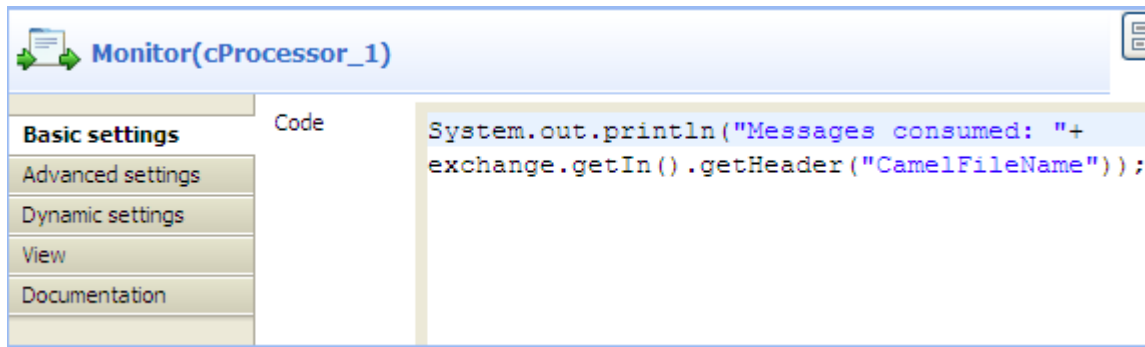 Monitor(cProcessor_1)
Basic settings
Advanced settings
Dynamic settings
View
Documentation
Code
System.out.println("Messages consumed: "+
exchange.getIn().getHeader("CamelFileName"));